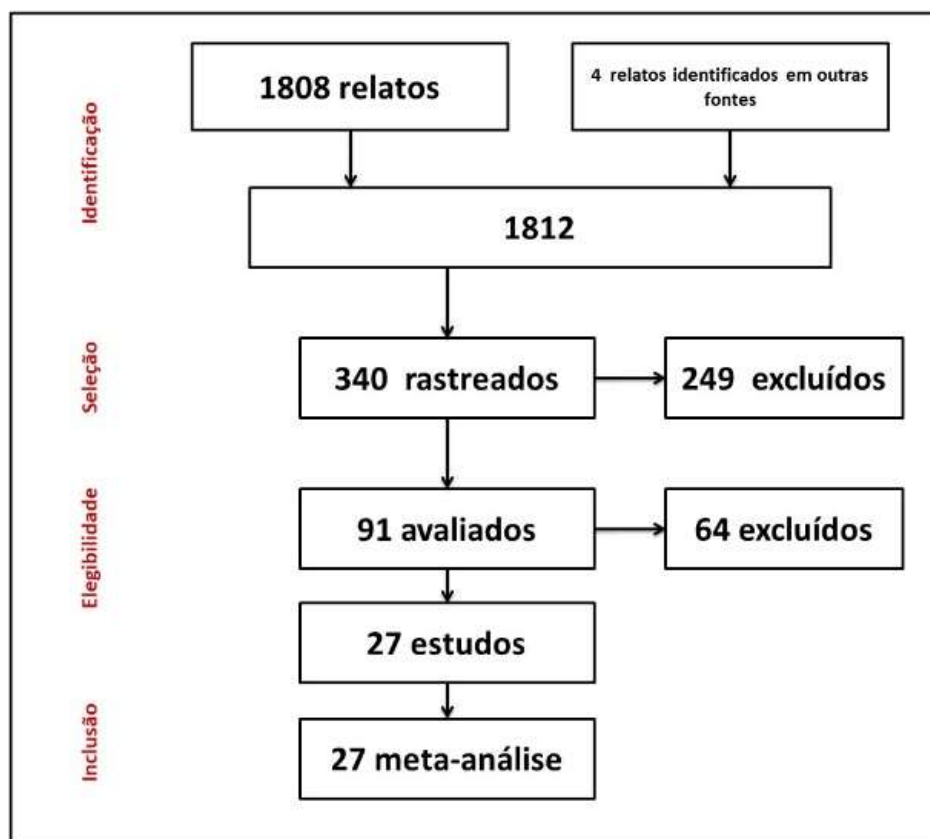 Identificação
1808 relatos
4 relatos identificados em outras
fontes
1812
Seleção
340 rastreados
249 excluídos
Elegibilidade
91 avaliados
64 excluídos
27 estudos
Inclusão
27 meta-análise